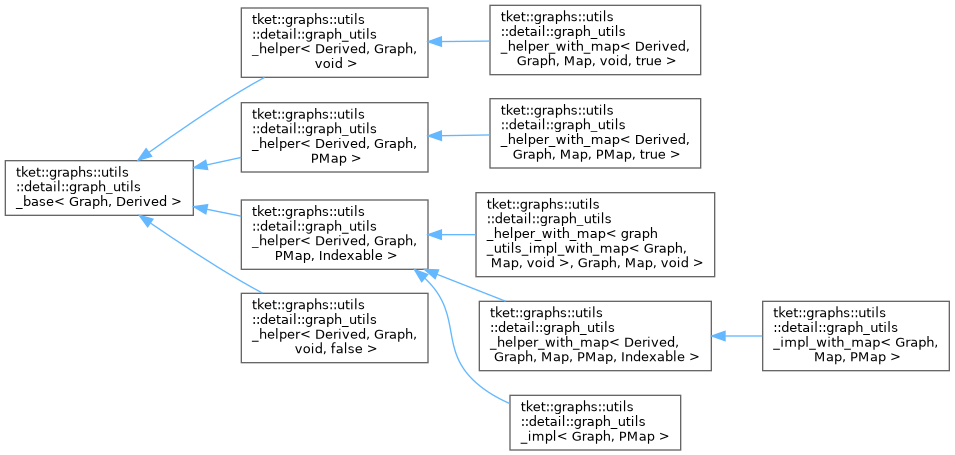 tket::graphs::utils
::detail::graph_utils
_base< Graph, Derived >
tket::graphs::utils
::detail::graph_utils
_helper< Derived, Graph,
void >
tket::graphs::utils
::detail::graph_utils
_helper_with_map< Derived,
Graph, Map, void, true >
tket::graphs::utils
::detail::graph_utils
_helper< Derived, Graph,
PMap >
tket::graphs::utils
::detail::graph_utils
_helper_with_map< Derived,
Graph, Map, PMap, true >
tket::graphs::utils
::detail::graph_utils
_helper< Derived, Graph,
PMap, Indexable >
tket::graphs::utils
::detail::graph_utils
_helper_with_map< graph
_utils_impl_with_map< Graph,
Map, void >, Graph, Map, void >
tket::graphs::utils
::detail::graph_utils
_helper_with_map< Derived,
Graph, Map, PMap, Indexable >
tket::graphs::utils
::detail::graph_utils
_impl_with_map< Graph,
Map, PMap >
tket::graphs::utils
::detail::graph_utils
_impl< Graph, PMap >
tket::graphs::utils
::detail::graph_utils
_helper< Derived, Graph,
void, false >